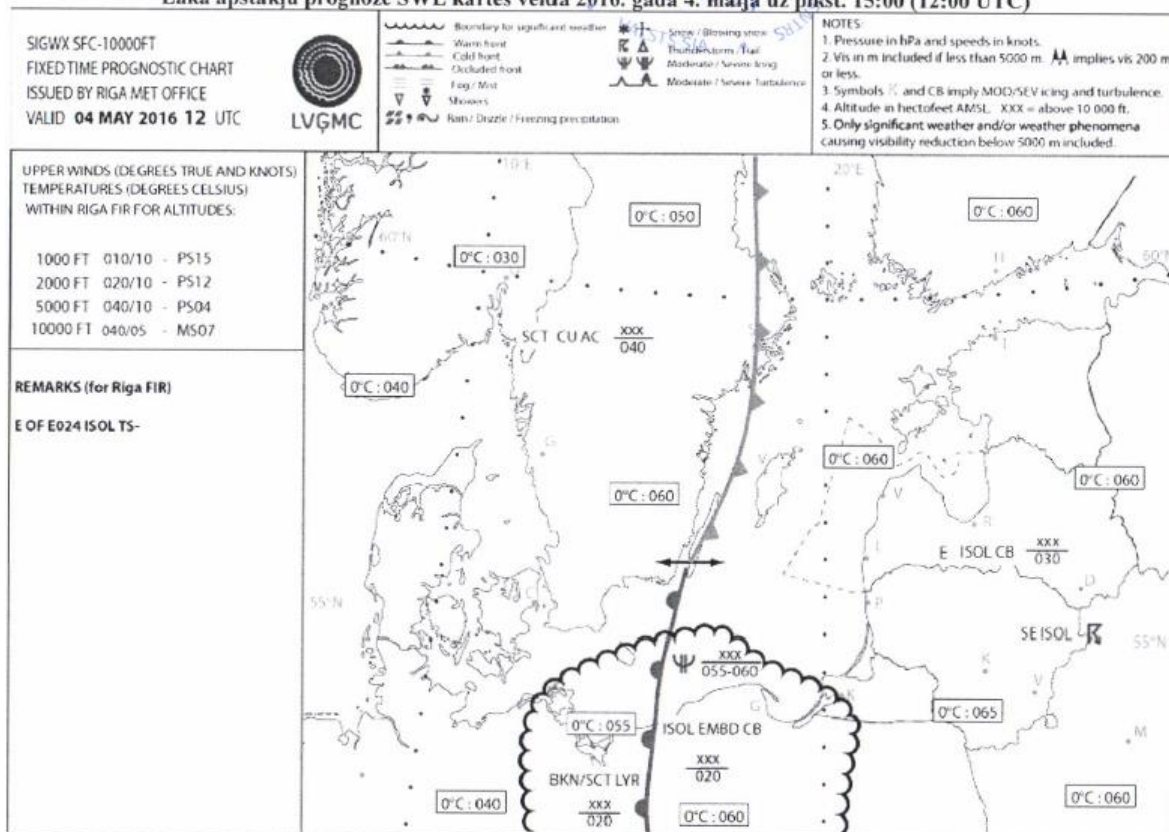 Laika apstākļu prognoze SWL kartes veidā 2016. gada 4. maijā uz plkst. 15:00 (12:00 UTC)
SIGWX SFC-10000FT
FIXED TIME PROGNOSTIC CHART
ISSUED BY RIGA MET OFFICE
VALID 04 MAY 2016 12 UTC
LVĢMC
Boundary for significant weather
Warm front
Cold front
Occluded front
Fog / Mist
Showers
Rain / Drizzle / Freezing precipitation
Snow / Blowing snow
Thunderstorm / Hail
Moderate / Severe Icing
Moderate / Severe Turbulence
NOTES:
1. Pressure in hPa and speeds in knots.
2. Vis in m included if less than 5000 m. implies vis 200 m
or less.
3. Symbols and CB imply MOD/SEV icing and turbulence.
4. Altitude in hectofeet AMSL. XXX = above 10 000 ft.
5. Only significant weather and/or weather phenomena
causing visibility reduction below 5000 m included.
UPPER WINDS (DEGREES TRUE AND KNOTS)
TEMPERATURES (DEGREES CELSIUS)
WITHIN RIGA FIR FOR ALTITUDES:
1000 FT 010/10 - PS15
2000 FT 020/10 - PS12
5000 FT 040/10 - PS04
10000 FT 040/05 - MS07
REMARKS (for Riga FIR)
E OF E024 ISOL TS-
10°E
20°E
0°C : 050
0°C : 060
60°N
60°N
0°C : 030
H
SCT CU AC XXX
040
T
0°C : 040
G
V
0°C : 060
0°C : 060
0°C : 060
V
R
E ISOL CB XXX
030
L
D
55°N
C
P
SE ISOL
55°N
XXX
055-060
K
V
G
K
0°C : 055
ISOL EMBD CB
0°C : 065
M
XXX
020
BKN/SCT LYR
XXX
020
0°C : 040
0°C : 060
0°C : 060